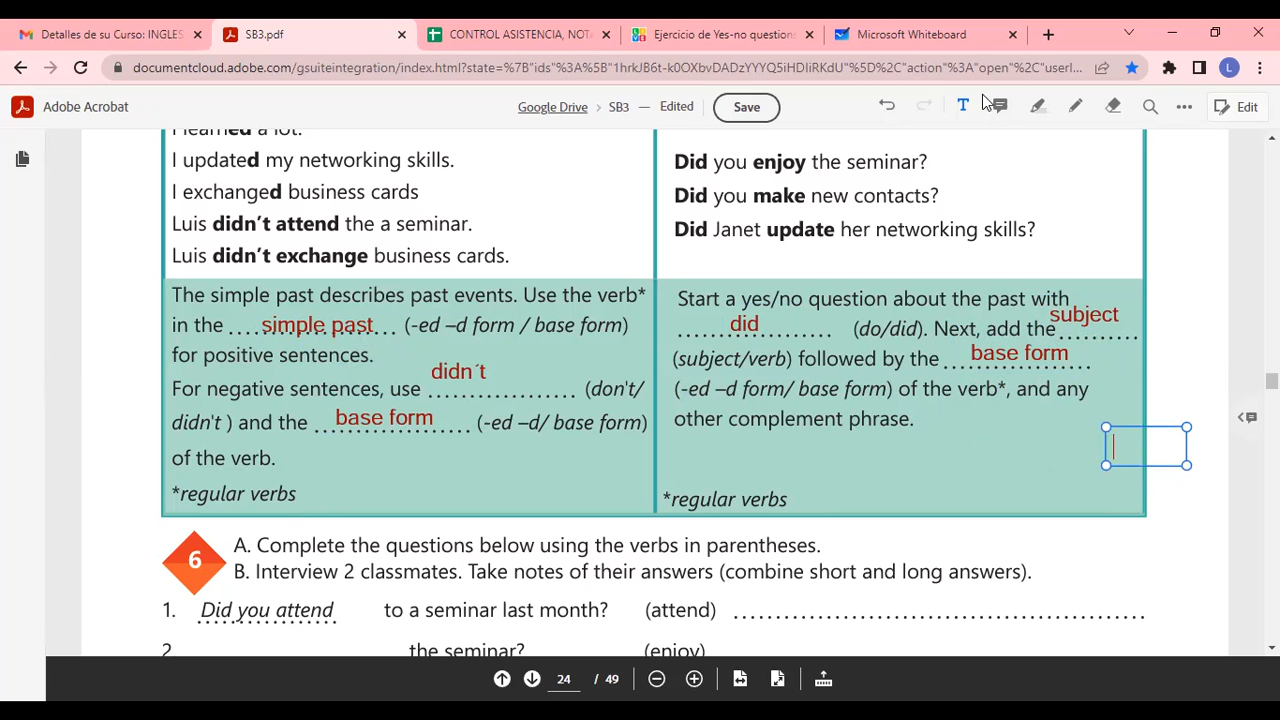 Detalles de su Curso: INGLES
SB3.pdf
CONTROL ASISTENCIA, NOTA
Ejercicio de Yes-no questions
Microsoft Whiteboard
documentcloud.adobe.com/gsuiteintegration/index.html?state=%7B"ids"%3A%5B"1hrkJB6t-k0OXbvDADzYYYQ5iHDIiRKdU"%5D%2C"action"%3A"open"%2C"userI...
L
Adobe Acrobat
Google Drive
SB3
Edited
Save
Edit
I learned a lot.
I updated my networking skills.
I exchanged business cards
Luis didn't attend the a seminar.
Luis didn't exchange business cards.
Did you enjoy the seminar?
Did you make new contacts?
Did Janet update her networking skills?
The simple past describes past events. Use the verb*
in the simple past (-ed –d form / base form)
for positive sentences.
For negative sentences, use didn´t (don't/
didn't ) and the base form (-ed –d/ base form)
of the verb.
*regular verbs
Start a yes/no question about the past with
did (do/did). Next, add the subject
(subject/verb) followed by the base form
(-ed –d form/ base form) of the verb*, and any
other complement phrase.
*regular verbs
6
A. Complete the questions below using the verbs in parentheses.
B. Interview 2 classmates. Take notes of their answers (combine short and long answers).
1. Did you attend to a seminar last month? (attend)
2 the seminar? (enjoy)
24 / 49